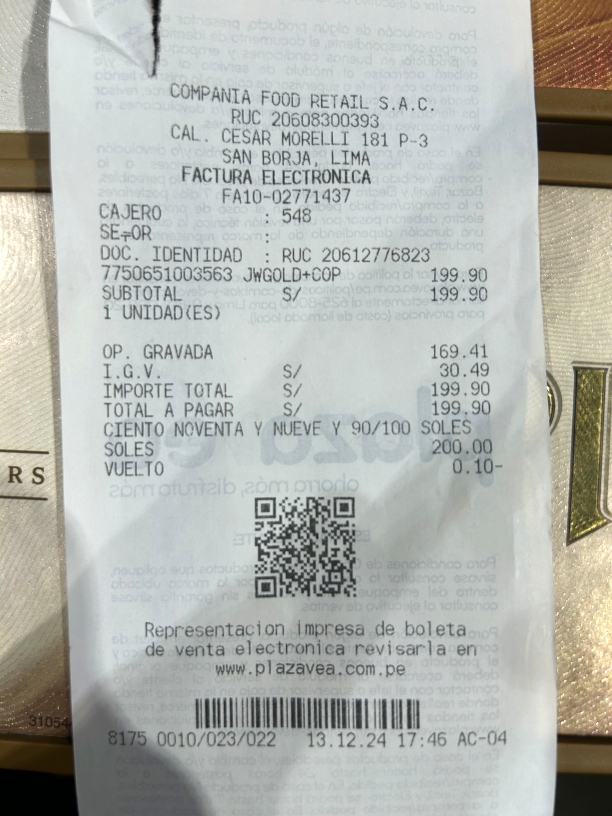 COMPANIA FOOD RETAIL S.A.C.
RUC 20608300393
CAL. CESAR MORELLI 181 P-3
SAN BORJA, LIMA
FACTURA ELECTRONICA
FA10-02771437
CAJERO : 548
SE╤OR :
DOC. IDENTIDAD : RUC 20612776823
7750651003563 JWGOLD+COP 199.90
SUBTOTAL S/ 199.90
1 UNIDAD(ES)
OP. GRAVADA 169.41
I.G.V. S/ 30.49
IMPORTE TOTAL S/ 199.90
TOTAL A PAGAR S/ 199.90
CIENTO NOVENTA Y NUEVE Y 90/100 SOLES
SOLES 200.00
VUELTO 0.10-
RS
Representacion impresa de boleta
de venta electronica revisarla en
www.plazavea.com.pe
31054
8175 0010/023/022 13.12.24 17:46 AC-04